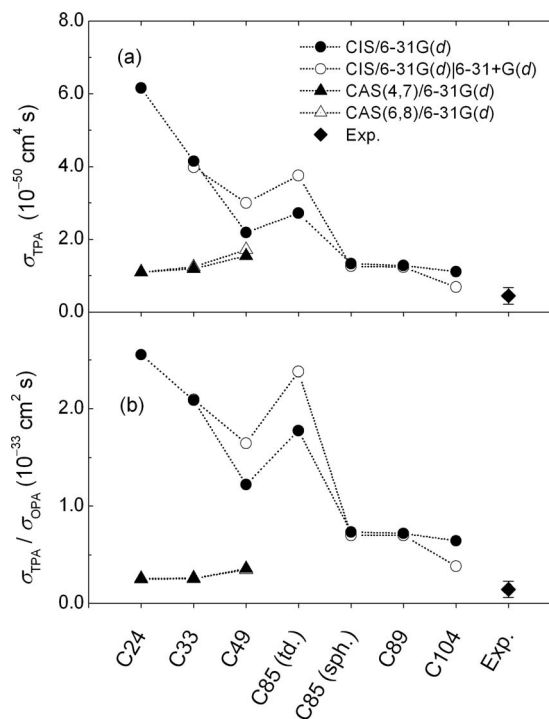 (a)
CIS/6-31G(d)
CIS/6-31G(d)|6-31+G(d)
CAS(4,7)/6-31G(d)
CAS(6,8)/6-31G(d)
Exp.
8.0
6.0
4.0
2.0
0.0
σTPA (10⁻⁵⁰ cm⁴ s)
(b)
2.0
1.0
0.0
σTPA / σOPA (10⁻³³ cm² s)
C24
C33
C49
C85 (td.)
C85 (sph.)
C89
C104
Exp.